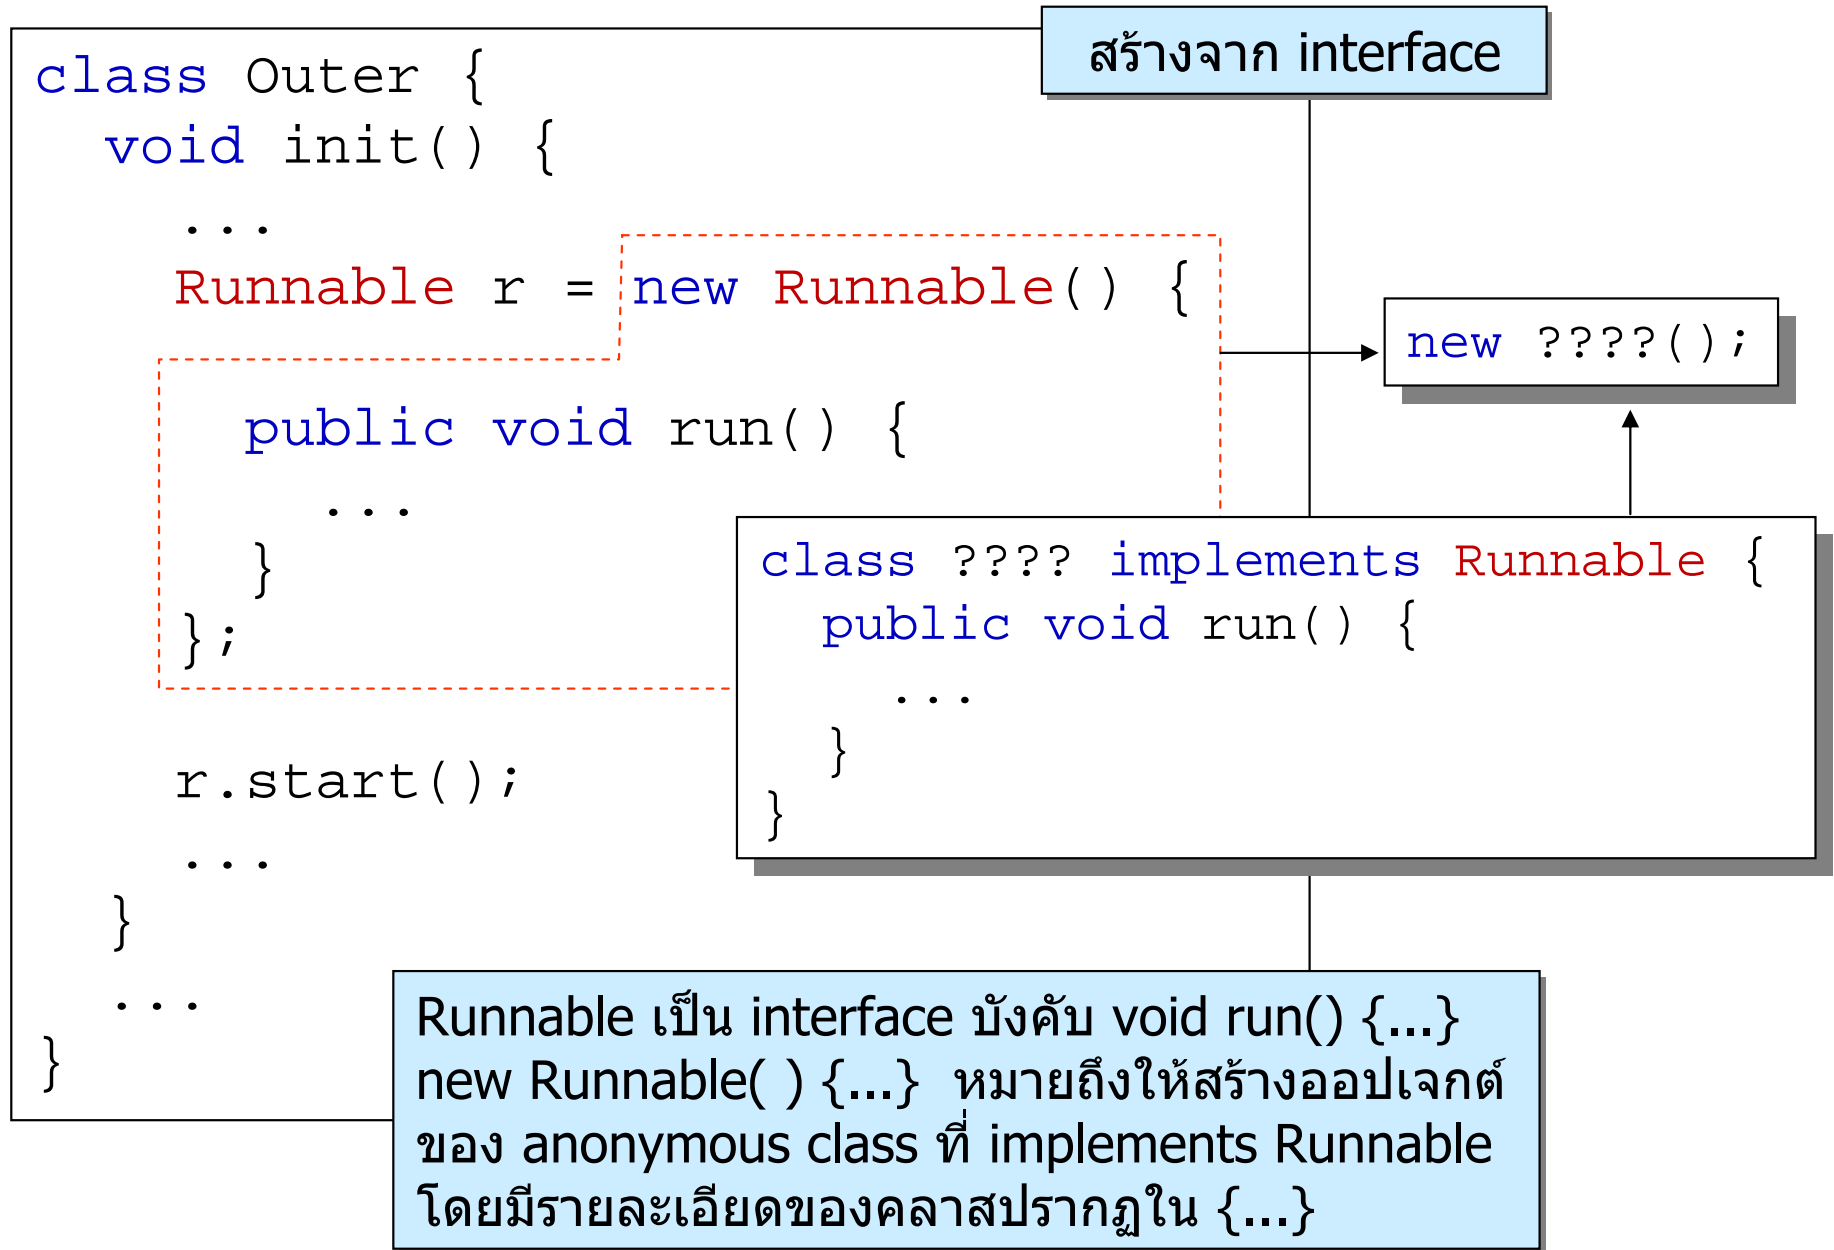 สร้างจาก interface
class Outer {
void init() {
...
Runnable r = new Runnable() {
public void run() {
...
}
};
r.start();
...
}
...
}
new ????();
class ???? implements Runnable {
public void run() {
...
}
}
Runnable เป็น interface บังคับ void run() {...}
new Runnable( ) {...} หมายถึงให้สร้างออปเจกต์
ของ anonymous class ที่ implements Runnable
โดยมีรายละเอียดของคลาสปรากฏใน {...}